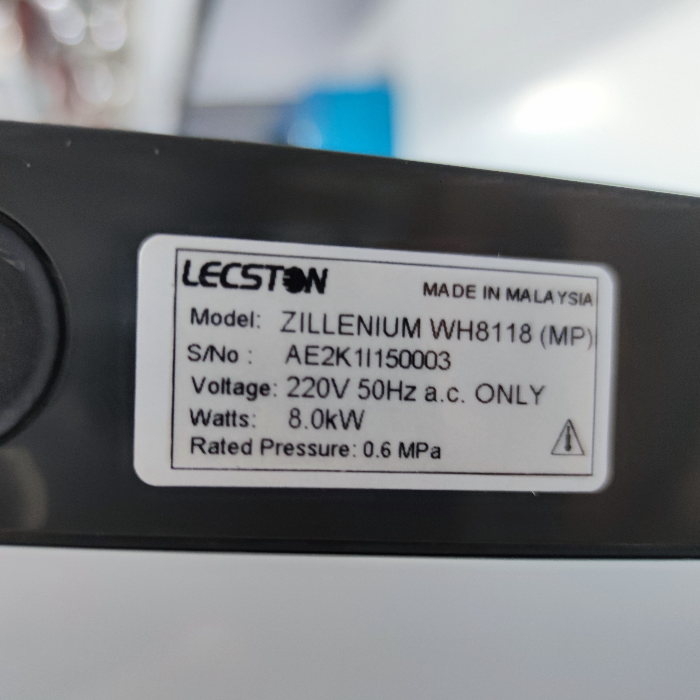 LECSTON
MADE IN MALAYSIA
Model: ZILLENIUM WH8118 (MP)
S/No : AE2K1I150003
Voltage: 220V 50Hz a.c. ONLY
Watts: 8.0kW
Rated Pressure: 0.6 MPa